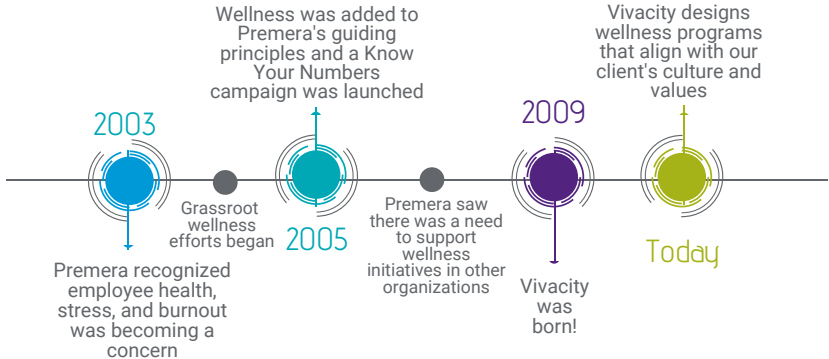 2003
Premera recognized
employee health,
stress, and burnout
was becoming a
concern
Grassroot
wellness
efforts began
Wellness was added to
Premera's guiding
principles and a Know
Your Numbers
campaign was launched
2005
Premera saw
there was a need
to support
wellness
initiatives in other
organizations
2009
Vivacity
was
born!
Vivacity designs
wellness programs
that align with our
client's culture and
values
Today